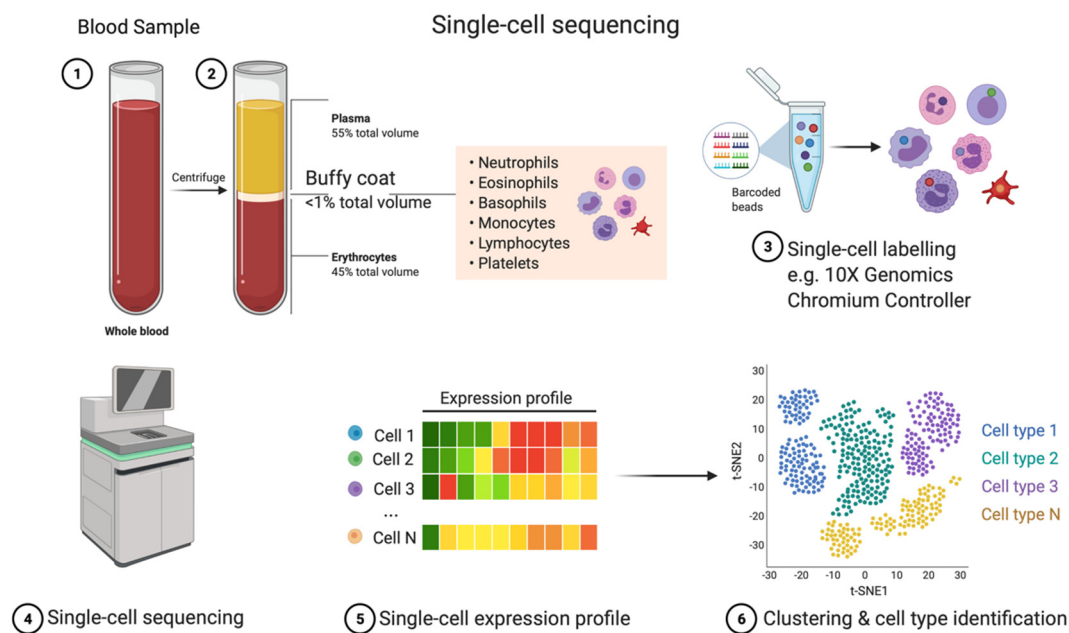 Blood Sample
Single-cell sequencing
1
2
Centrifuge
Plasma
55% total volume
Buffy coat
<1% total volume
Erythrocytes
45% total volume
Whole blood
• Neutrophils
• Eosinophils
• Basophils
• Monocytes
• Lymphocytes
• Platelets
Barcoded
beads
3 Single-cell labelling
e.g. 10X Genomics
Chromium Controller
4 Single-cell sequencing
Expression profile
Cell 1
Cell 2
Cell 3
...
Cell N
5 Single-cell expression profile
t-SNE2
30
20
10
0
-10
-20
-30
-30 -20 -10 0 10 20 30
t-SNE1
Cell type 1
Cell type 2
Cell type 3
Cell type N
6 Clustering & cell type identification